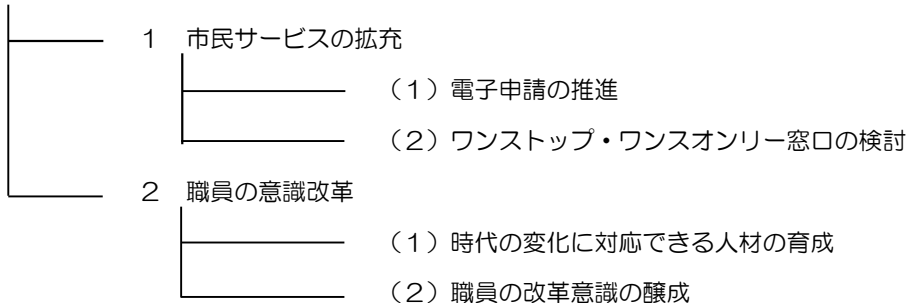 １　市民サービスの拡充
（１）電子申請の推進
（２）ワンストップ・ワンスオンリー窓口の検討
２　職員の意識改革
（１）時代の変化に対応できる人材の育成
（２）職員の改革意識の醸成